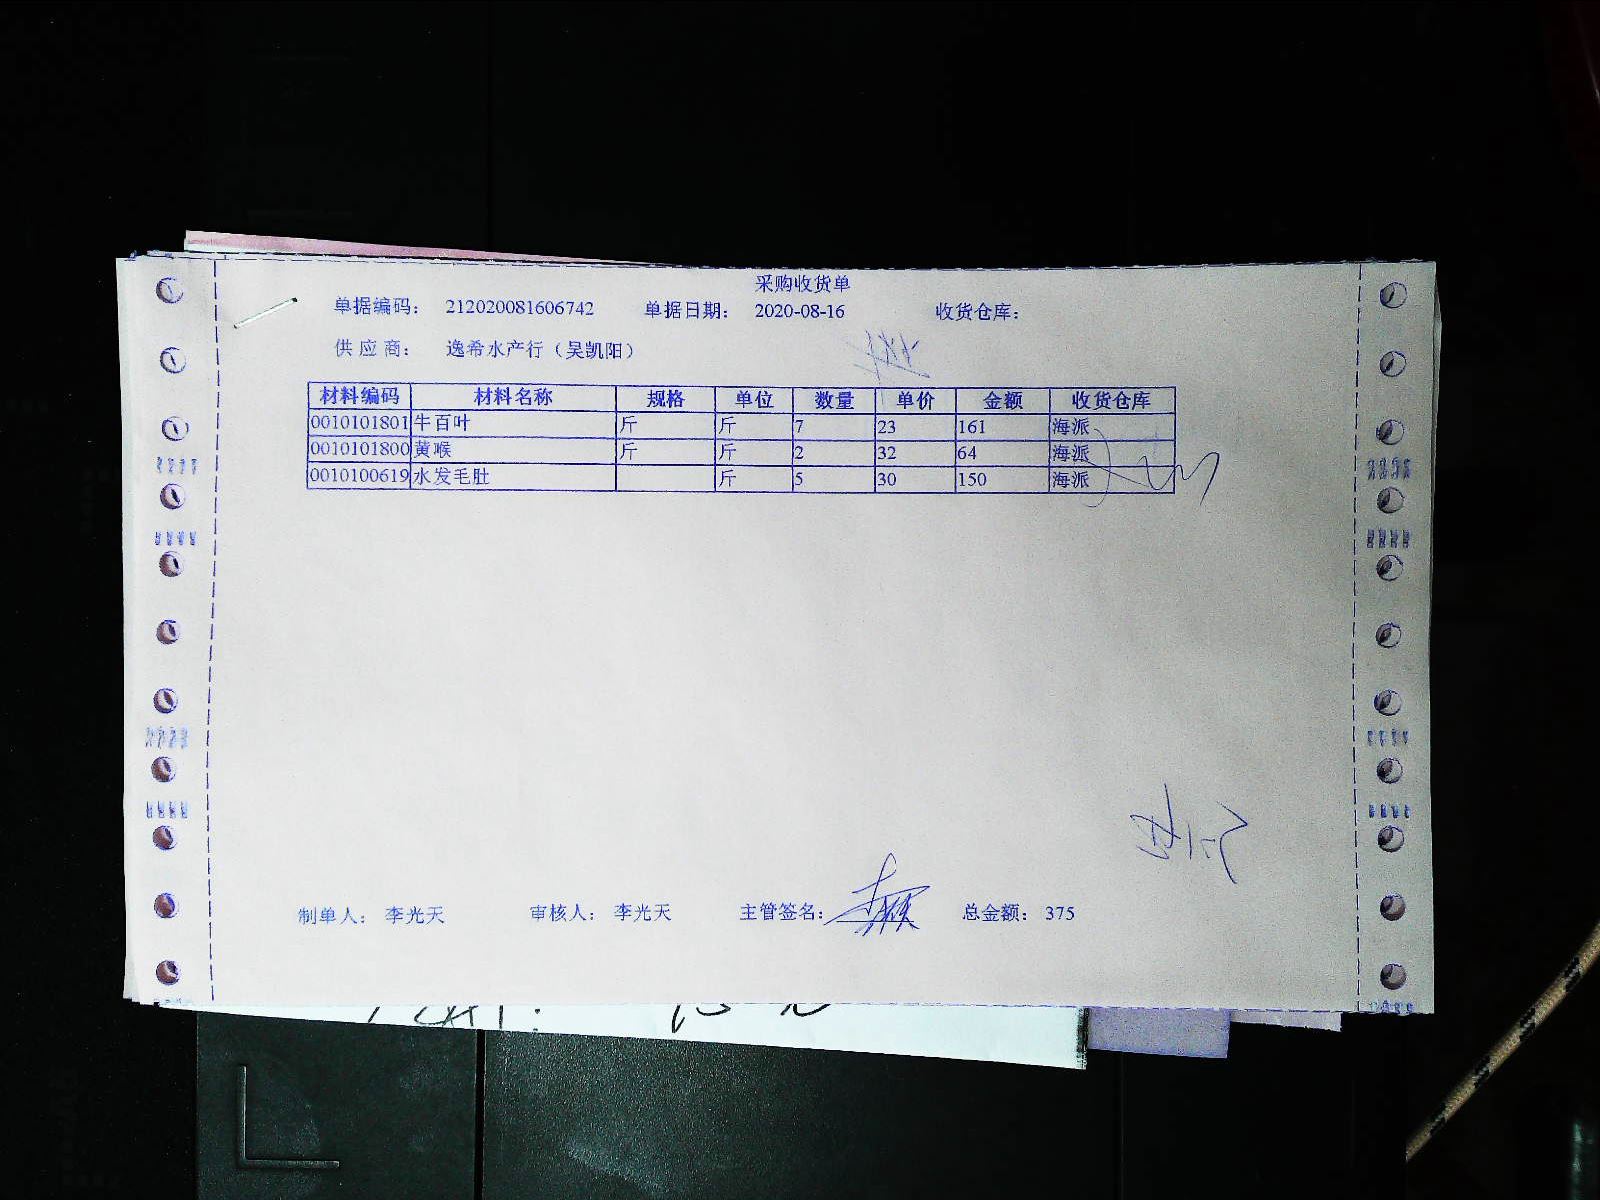 采购收货单
单据编码： 212020081606742 单据日期： 2020-08-16 收货仓库：
供 应 商： 逸希水产行（吴凯阳）
材料编码 材料名称 规格 单位 数量 单价 金额 收货仓库
0010101801 牛百叶 斤 斤 7 23 161 海派
0010101800 黄喉 斤 斤 2 32 64 海派
0010100619 水发毛肚 斤 5 30 150 海派
制单人： 李光天 审核人： 李光天 主管签名： 总金额： 375